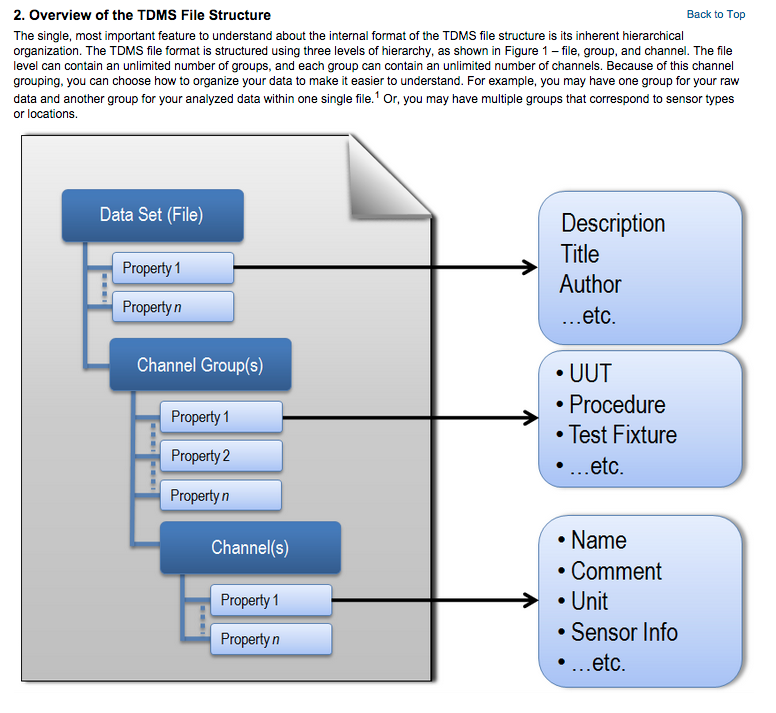 2. Overview of the TDMS File Structure
Back to Top
The single, most important feature to understand about the internal format of the TDMS file structure is its inherent hierarchical
organization. The TDMS file format is structured using three levels of hierarchy, as shown in Figure 1 – file, group, and channel. The file
level can contain an unlimited number of groups, and each group can contain an unlimited number of channels. Because of this channel
grouping, you can choose how to organize your data to make it easier to understand. For example, you may have one group for your raw
data and another group for your analyzed data within one single file.¹ Or, you may have multiple groups that correspond to sensor types
or locations.
Data Set (File)
Property 1
Property n
Description
Title
Author
...etc.
Channel Group(s)
Property 1
Property 2
Property n
• UUT
• Procedure
• Test Fixture
• ...etc.
Channel(s)
Property 1
Property n
• Name
• Comment
• Unit
• Sensor Info
• ...etc.